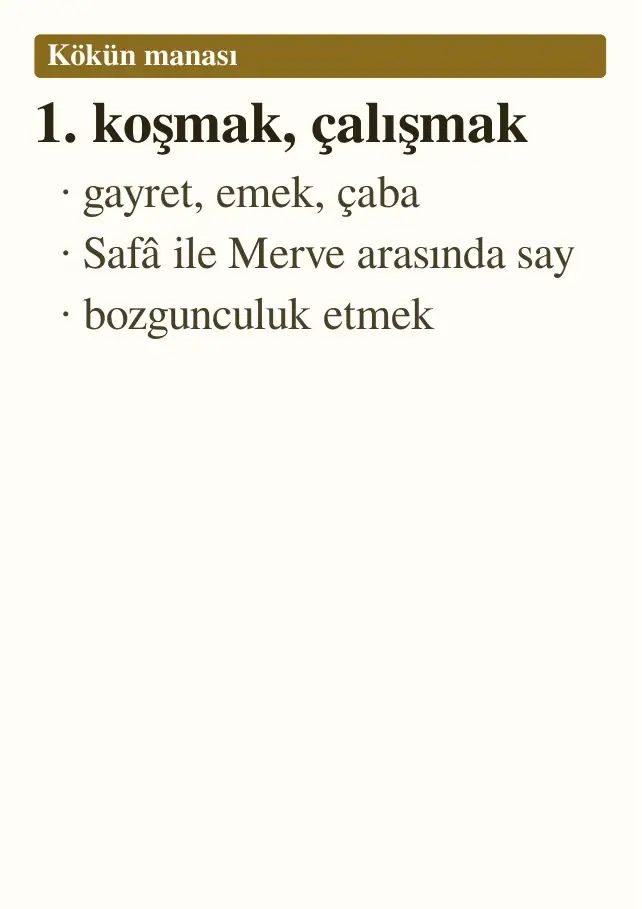 Kökün manası
1. koşmak, çalışmak
· gayret, emek, çaba
· Safâ ile Merve arasında say
· bozgunculuk etmek